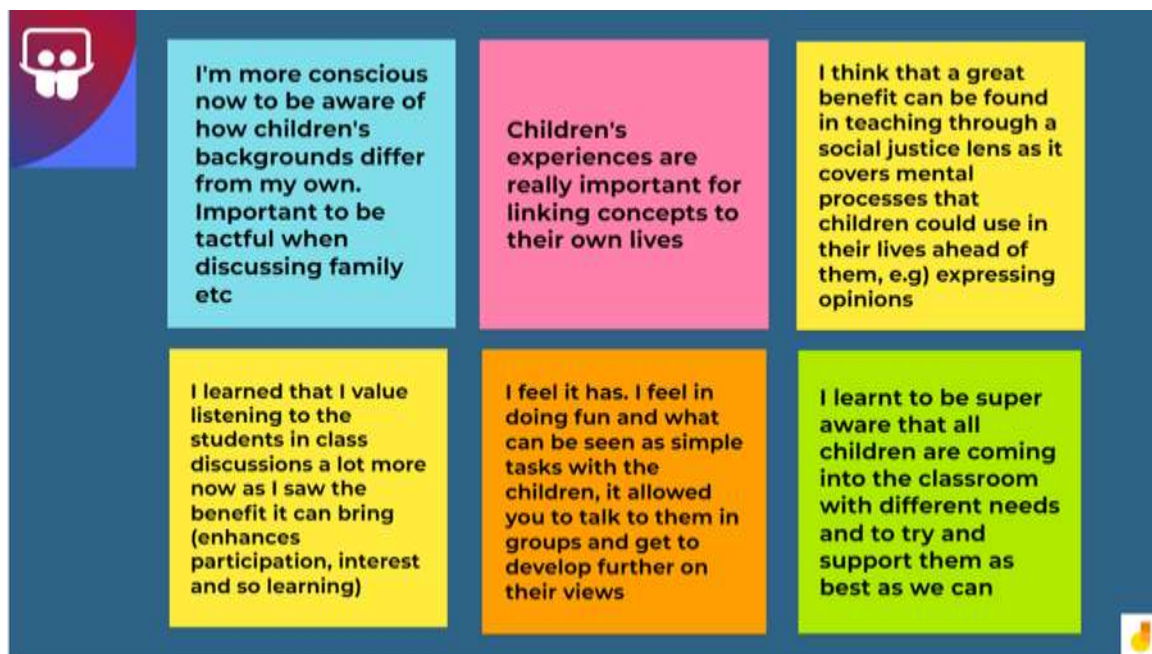 I'm more conscious
now to be aware of
how children's
backgrounds differ
from my own.
Important to be
tactful when
discussing family
etc
Children's
experiences are
really important for
linking concepts to
their own lives
I think that a great
benefit can be found
in teaching through a
social justice lens as it
covers mental
processes that
children could use in
their lives ahead of
them, e.g) expressing
opinions
I learned that I value
listening to the
students in class
discussions a lot more
now as I saw the
benefit it can bring
(enhances
participation, interest
and so learning)
I feel it has. I feel in
doing fun and what
can be seen as simple
tasks with the
children, it allowed
you to talk to them in
groups and get to
develop further on
their views
I learnt to be super
aware that all
children are coming
into the classroom
with different needs
and to try and
support them as
best as we can